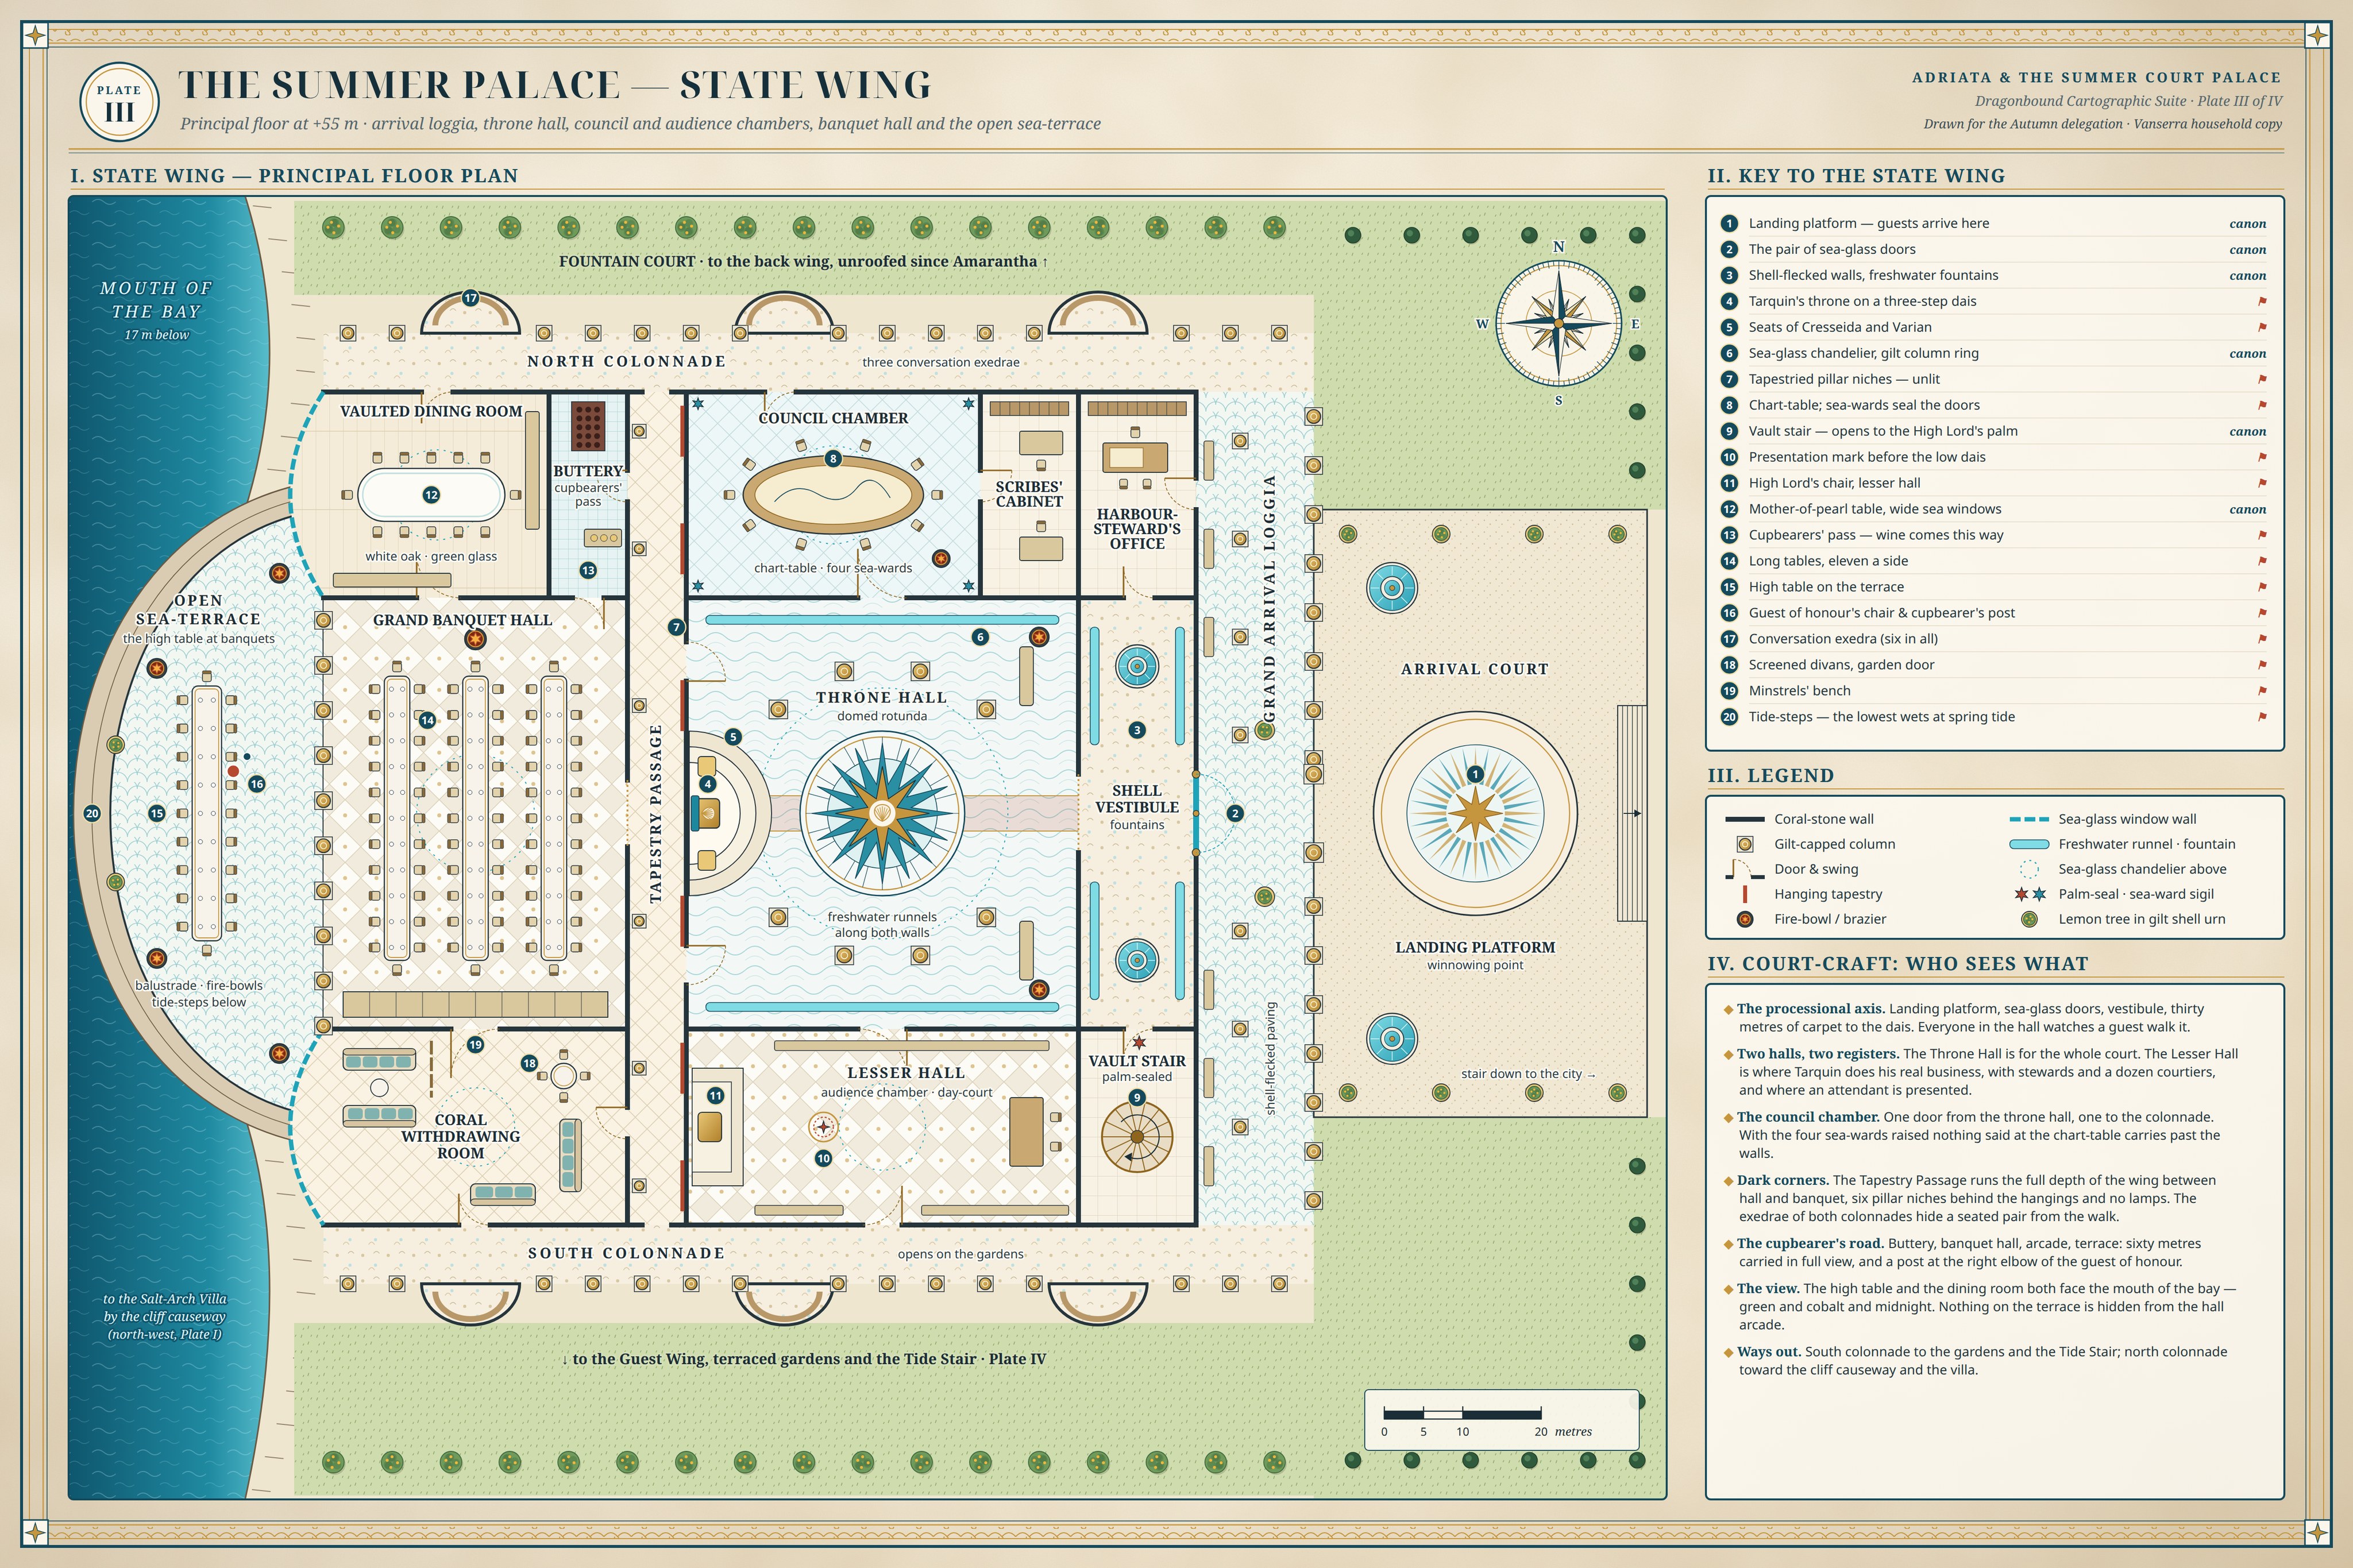 PLATE
III
THE SUMMER PALACE — STATE WING
Principal floor at +55 m · arrival loggia, throne hall, council and audience chambers, banquet hall and the open sea-terrace
ADRIATA & THE SUMMER COURT PALACE
Dragonbound Cartographic Suite · Plate III of IV
Drawn for the Autumn delegation · Vanserra household copy
I. STATE WING — PRINCIPAL FLOOR PLAN
MOUTH OF
THE BAY
17 m below
FOUNTAIN COURT · to the back wing, unroofed since Amarantha ↑
N
W
E
S
17
NORTH COLONNADE
three conversation exedrae
VAULTED DINING ROOM
12
white oak · green glass
BUTTERY
cupbearers'
pass
13
COUNCIL CHAMBER
8
chart-table · four sea-wards
SCRIBES'
CABINET
HARBOUR-
STEWARD'S
OFFICE
GRAND ARRIVAL LOGGIA
shell-flecked paving
OPEN
SEA-TERRACE
the high table at banquets
16
20
15
balustrade · fire-bowls
tide-steps below
GRAND BANQUET HALL
14
7
TAPESTRY PASSAGE
6
THRONE HALL
domed rotunda
5
4
freshwater runnels
along both walls
3
SHELL
VESTIBULE
fountains
2
ARRIVAL COURT
1
LANDING PLATFORM
winnowing point
stair down to the city →
19
18
CORAL
WITHDRAWING
ROOM
LESSER HALL
audience chamber · day-court
11
10
VAULT STAIR
palm-sealed
9
SOUTH COLONNADE
opens on the gardens
to the Salt-Arch Villa
by the cliff causeway
(north-west, Plate I)
↓ to the Guest Wing, terraced gardens and the Tide Stair · Plate IV
0 5 10 20 metres
II. KEY TO THE STATE WING
1 Landing platform — guests arrive here canon
2 The pair of sea-glass doors canon
3 Shell-flecked walls, freshwater fountains canon
4 Tarquin's throne on a three-step dais
5 Seats of Cresseida and Varian
6 Sea-glass chandelier, gilt column ring canon
7 Tapestried pillar niches — unlit
8 Chart-table; sea-wards seal the doors
9 Vault stair — opens to the High Lord's palm canon
10 Presentation mark before the low dais
11 High Lord's chair, lesser hall
12 Mother-of-pearl table, wide sea windows canon
13 Cupbearers' pass — wine comes this way
14 Long tables, eleven a side
15 High table on the terrace
16 Guest of honour's chair & cupbearer's post
17 Conversation exedra (six in all)
18 Screened divans, garden door
19 Minstrels' bench
20 Tide-steps — the lowest wets at spring tide
III. LEGEND
Coral-stone wall
Sea-glass window wall
Gilt-capped column
Freshwater runnel · fountain
Door & swing
Sea-glass chandelier above
Hanging tapestry
Palm-seal · sea-ward sigil
Fire-bowl / brazier
Lemon tree in gilt shell urn
IV. COURT-CRAFT: WHO SEES WHAT
◆ The processional axis. Landing platform, sea-glass doors, vestibule, thirty
metres of carpet to the dais. Everyone in the hall watches a guest walk it.
◆ Two halls, two registers. The Throne Hall is for the whole court. The Lesser Hall
is where Tarquin does his real business, with stewards and a dozen courtiers,
and where an attendant is presented.
◆ The council chamber. One door from the throne hall, one to the colonnade.
With the four sea-wards raised nothing said at the chart-table carries past the
walls.
◆ Dark corners. The Tapestry Passage runs the full depth of the wing between
hall and banquet, six pillar niches behind the hangings and no lamps. The
exedrae of both colonnades hide a seated pair from the walk.
◆ The cupbearer's road. Buttery, banquet hall, arcade, terrace: sixty metres
carried in full view, and a post at the right elbow of the guest of honour.
◆ The view. The high table and the dining room both face the mouth of the bay —
green and cobalt and midnight. Nothing on the terrace is hidden from the hall
arcade.
◆ Ways out. South colonnade to the gardens and the Tide Stair; north colonnade
toward the cliff causeway and the villa.